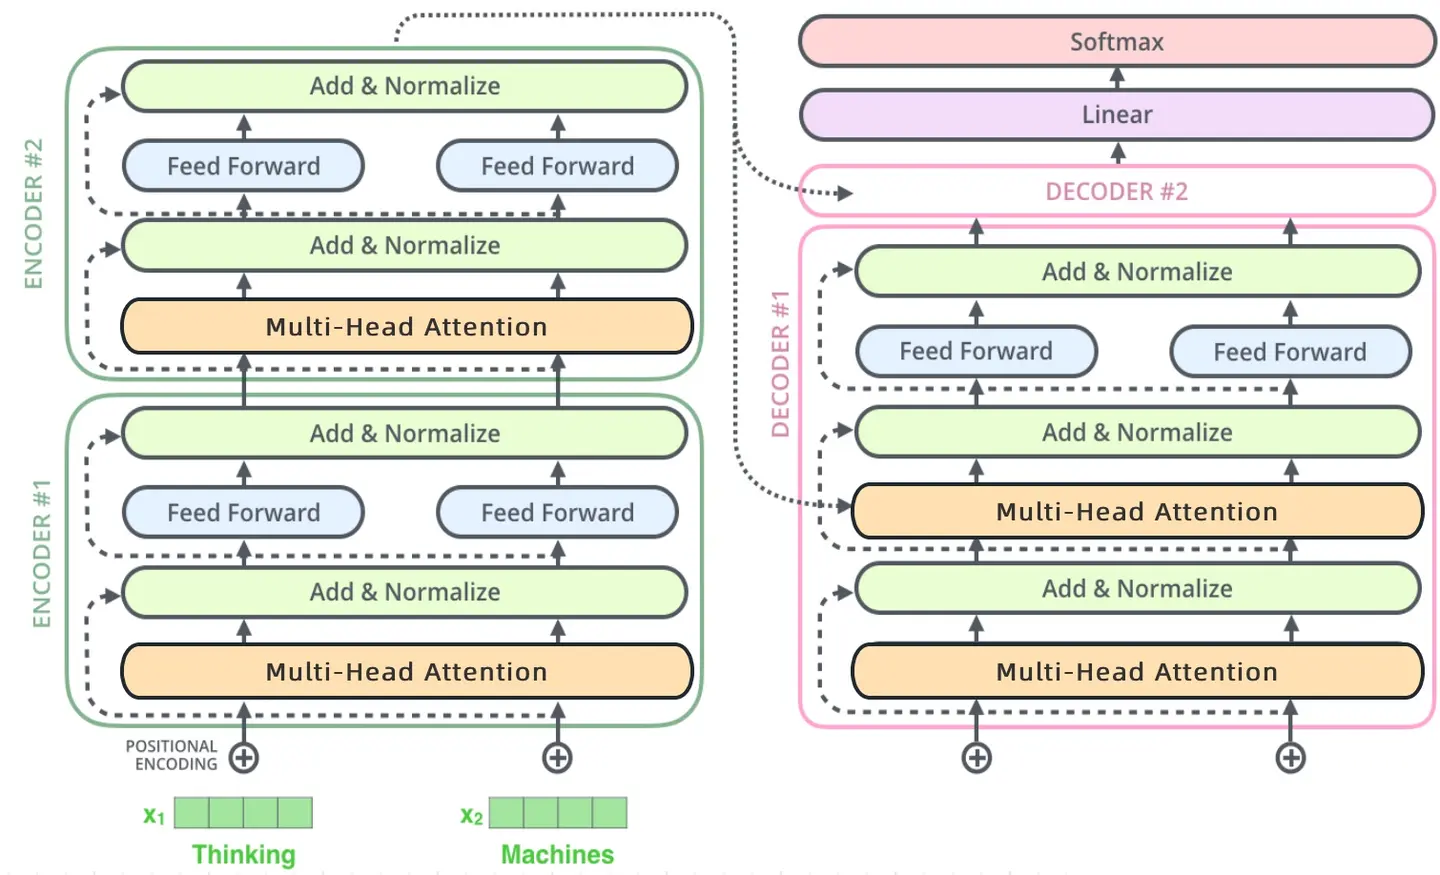 ENCODER #2
Add & Normalize
Feed Forward
Feed Forward
Add & Normalize
Multi-Head Attention
ENCODER #1
Add & Normalize
Feed Forward
Feed Forward
Add & Normalize
Multi-Head Attention
POSITIONAL
ENCODING
x₁
x₂
Thinking
Machines
Softmax
Linear
DECODER #2
DECODER #1
Add & Normalize
Feed Forward
Feed Forward
Add & Normalize
Multi-Head Attention
Add & Normalize
Multi-Head Attention